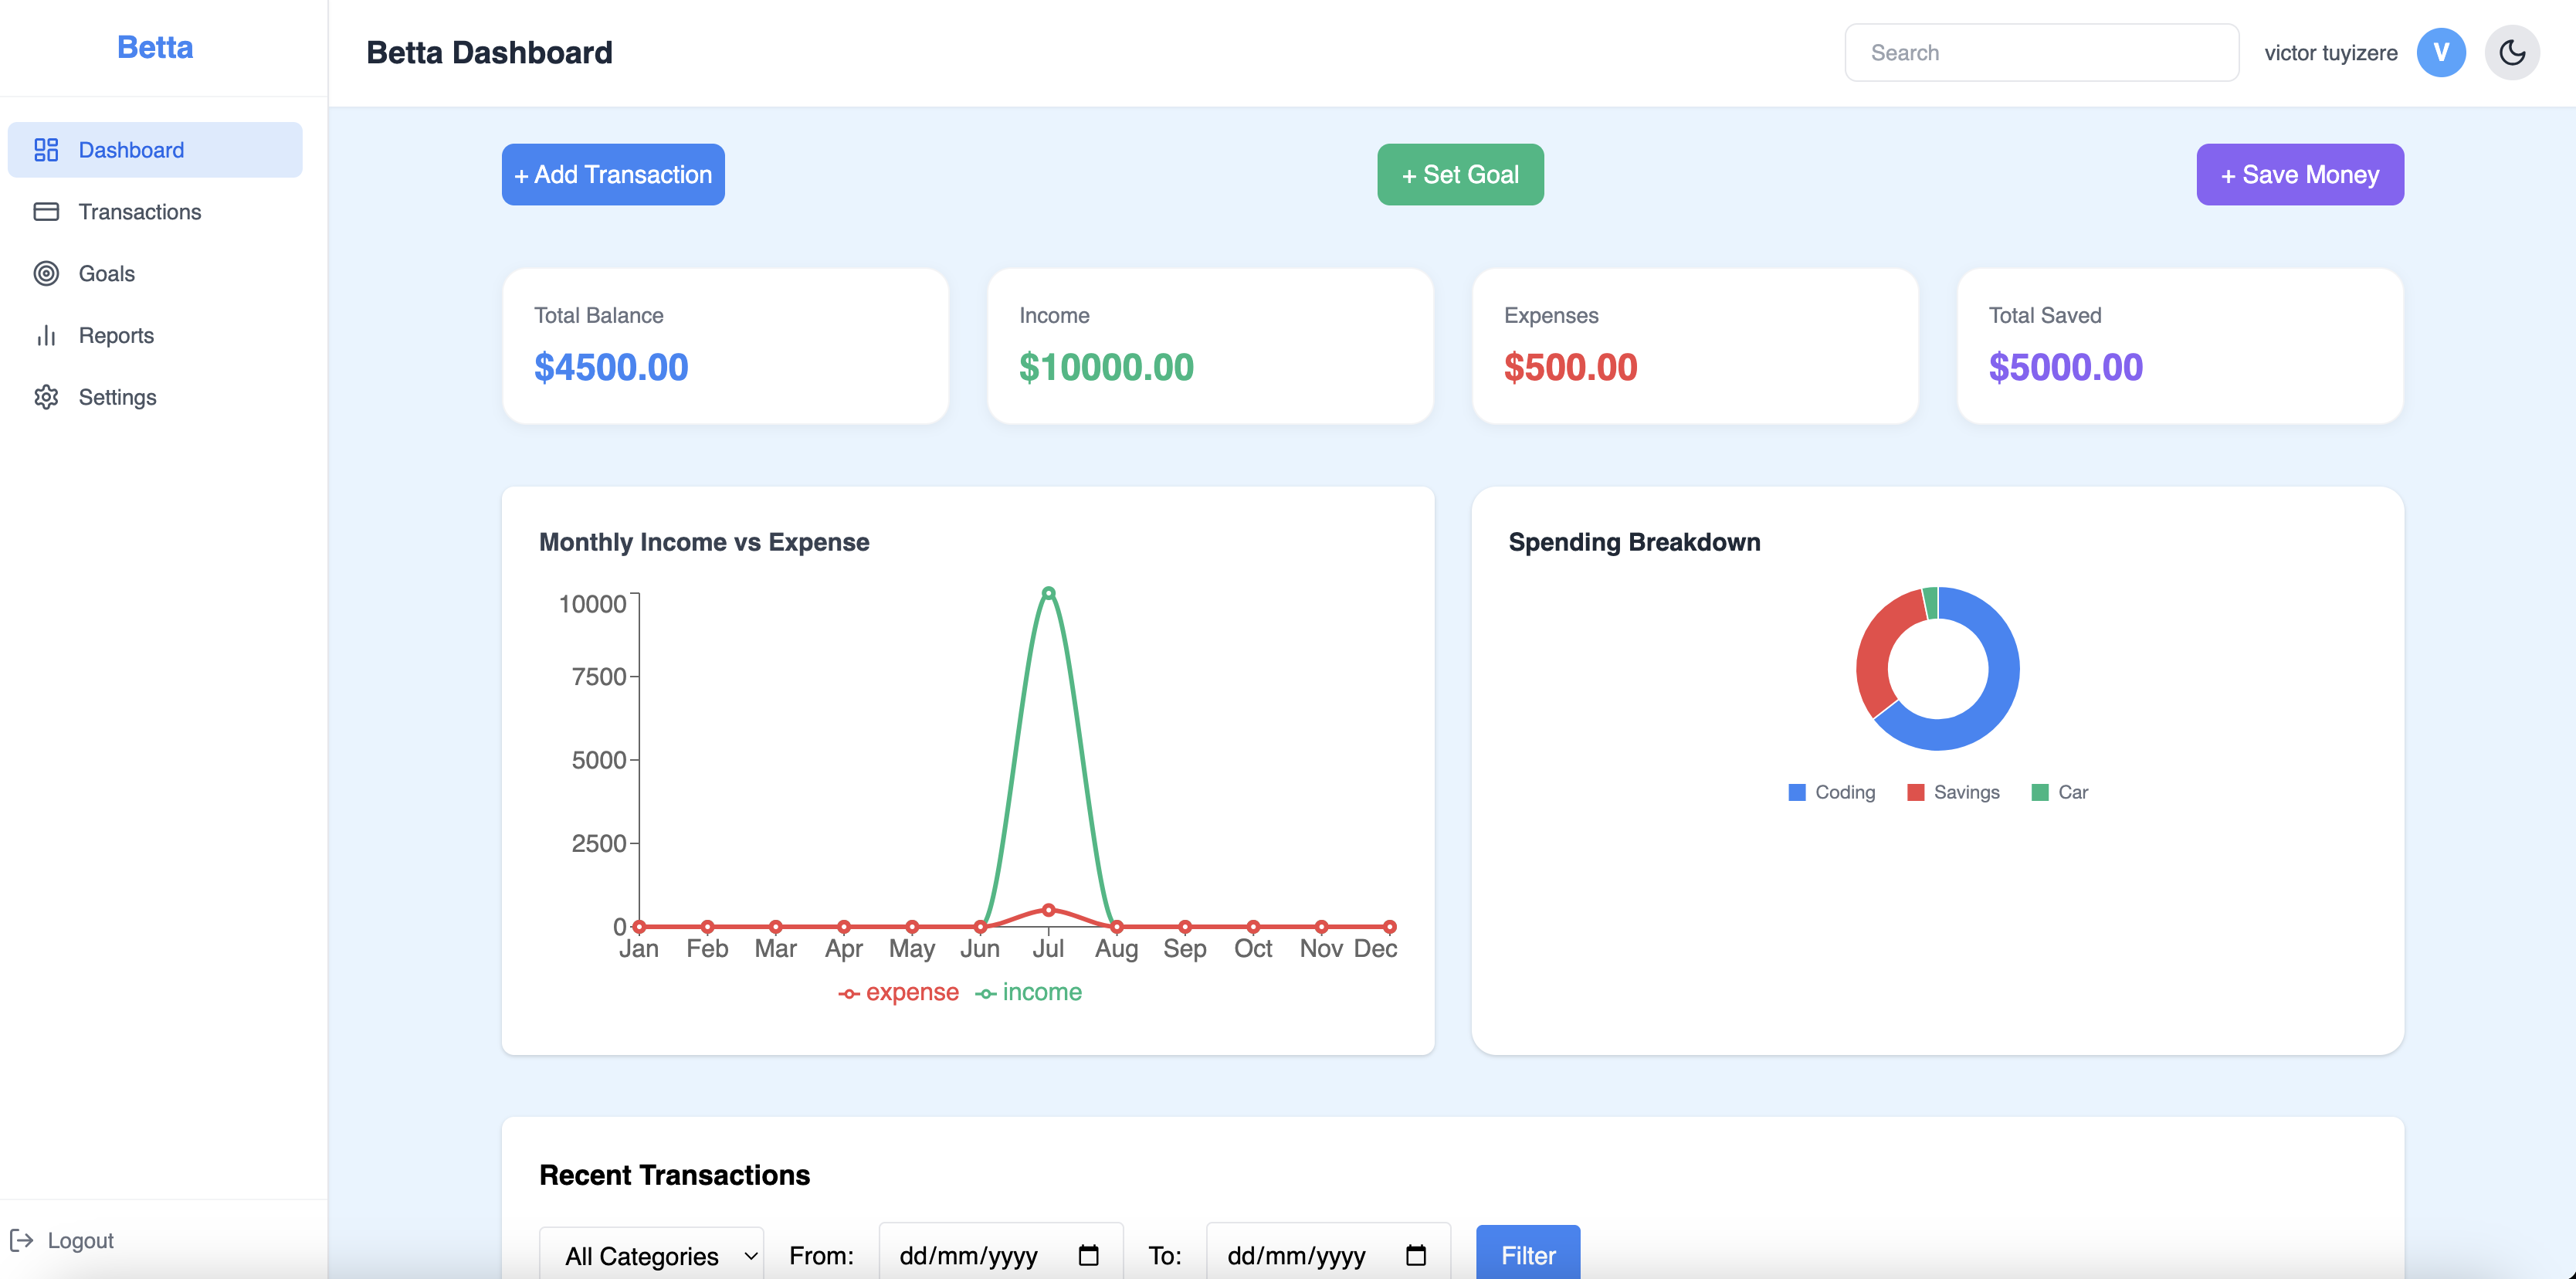 Betta
Dashboard
Transactions
Goals
Reports
Settings
Logout
Betta Dashboard
Search
victor tuyizere
V
+ Add Transaction
+ Set Goal
+ Save Money
Total Balance
$4500.00
Income
$10000.00
Expenses
$500.00
Total Saved
$5000.00
Monthly Income vs Expense
10000
7500
5000
2500
0
Jan Feb Mar Apr May Jun Jul Aug Sep Oct Nov Dec
expense income
Spending Breakdown
Coding Savings Car
Recent Transactions
All Categories From: dd/mm/yyyy To: dd/mm/yyyy Filter